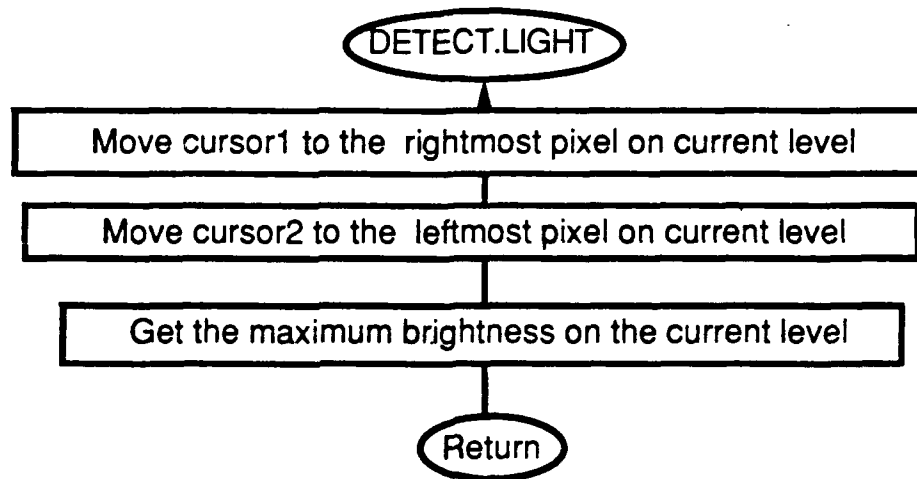 DETECT.LIGHT
Move cursor1 to the rightmost pixel on current level
Move cursor2 to the leftmost pixel on current level
Get the maximum brightness on the current level
Return